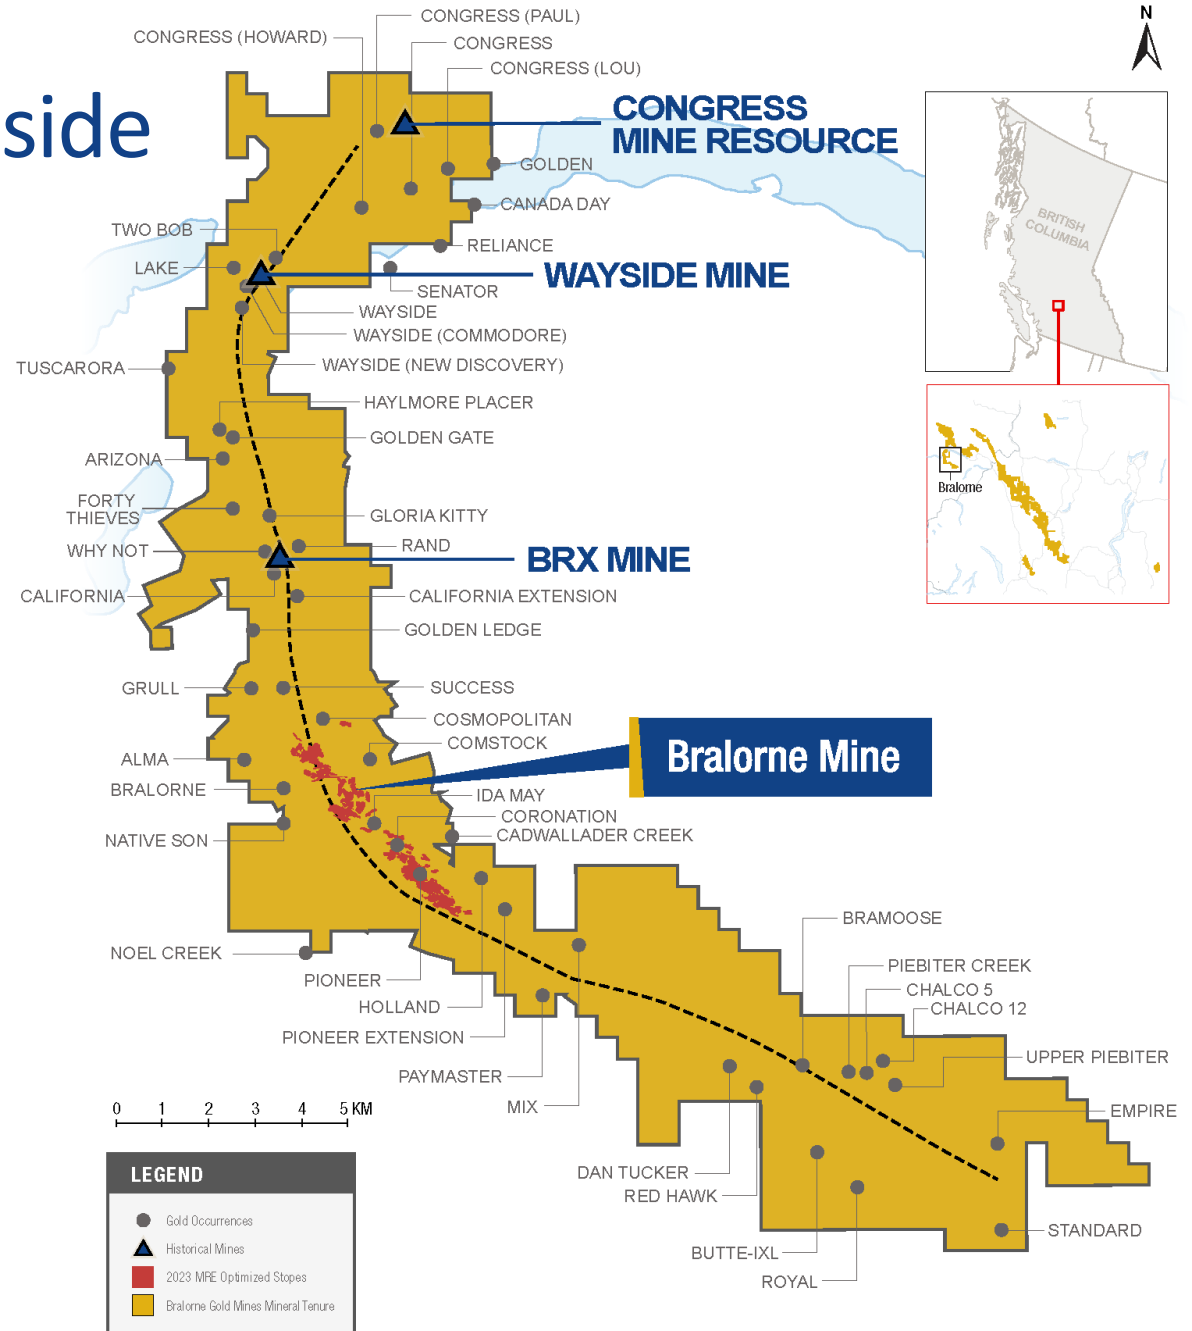 side
CONGRESS (PAUL)
CONGRESS (HOWARD)
CONGRESS
CONGRESS (LOU)
N
CONGRESS
MINE RESOURCE
GOLDEN
CANADA DAY
TWO BOB
RELIANCE
LAKE
WAYSIDE MINE
SENATOR
WAYSIDE
WAYSIDE (COMMODORE)
WAYSIDE (NEW DISCOVERY)
TUSCARORA
HAYLMORE PLACER
GOLDEN GATE
ARIZONA
FORTY
THIEVES
GLORIA KITTY
WHY NOT
RAND
BRX MINE
CALIFORNIA
CALIFORNIA EXTENSION
GOLDEN LEDGE
GRULL
SUCCESS
COSMOPOLITAN
COMSTOCK
ALMA
Bralorne Mine
BRALORNE
IDA MAY
CORONATION
CADWALLADER CREEK
NATIVE SON
BRITISH
COLUMBIA
Bralorne
NOEL CREEK
PIONEER
HOLLAND
PIONEER EXTENSION
PAYMASTER
MIX
BRAMOOSE
PIEBITER CREEK
CHALCO 5
CHALCO 12
UPPER PIEBITER
EMPIRE
DAN TUCKER
RED HAWK
STANDARD
BUTTE-IXL
ROYAL
0 1 2 3 4 5 KM
LEGEND
Gold Occurrences
Historical Mines
2023 MRE Optimized Stopes
Bralorne Gold Mines Mineral Tenure